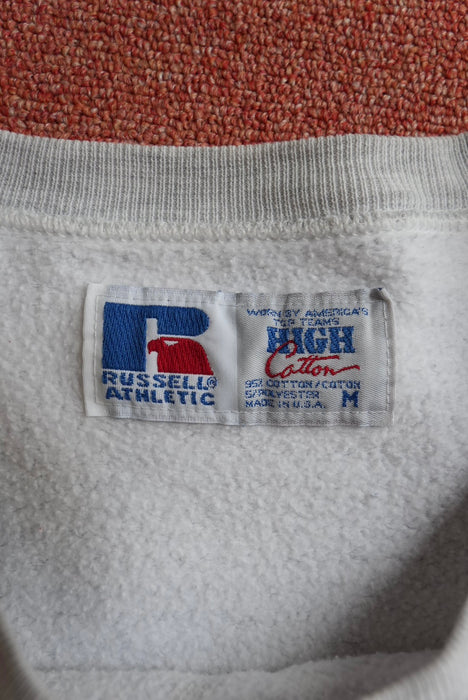 RUSSELL®
ATHLETIC
WORN BY AMERICA'S
TOP TEAMS
HIGH
Cotton
95% COTTON/COTON
5/POLYESTER
MADE IN U.S.A.
M